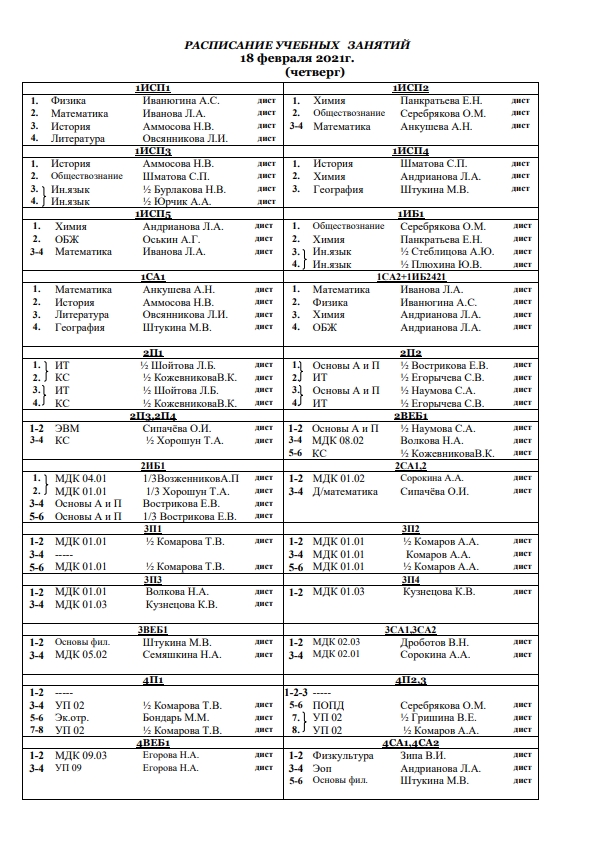 РАСПИСАНИЕ УЧЕБНЫХ ЗАНЯТИЙ
18 февраля 2021г.
(четверг)
1ИСП1
1. Физика Иванюгина А.С. дист
2. Математика Иванова Л.А. дист
3. История Аммосова Н.В. дист
4. Литература Овсянникова Л.И. дист
1ИСП2
1. Химия Панкратьева Е.Н. дист
2. Обществознание Серебрякова О.М. дист
3-4 Математика Анкушева А.Н. дист
1ИСП3
1. История Аммосова Н.В. дист
2. Обществознание Шматова С.П. дист
3. Ин.язык ½ Бурлакова Н.В. дист
4. Ин.язык ½ Юрчик А.А. дист
1ИСП4
1. История Шматова С.П. дист
2. Химия Андрианова Л.А. дист
3. География Штукина М.В. дист
1ИСП5
1. Химия Андрианова Л.А. дист
2. ОБЖ Оськин А.Г. дист
3-4 Математика Иванова Л.А. дист
1ИБ1
1. Обществознание Серебрякова О.М. дист
2. Химия Панкратьева Е.Н. дист
3. Ин.язык ½ Стеблицова А.Ю. дист
4. Ин.язык ½ Плюхина Ю.В. дист
1СА1
1. Математика Анкушева А.Н. дист
2. История Аммосова Н.В. дист
3. Литература Овсянникова Л.И. дист
4. География Штукина М.В. дист
1СА2+1ИБ2421
1. Математика Иванова Л.А. дист
2. Физика Иванюгина А.С. дист
3. Химия Андрианова Л.А. дист
4. ОБЖ Андрианова Л.А. дист
2П1
1. ИТ ½ Шойтова Л.Б. дист
2. КС ½ КожевниковаВ.К. дист
3. ИТ ½ Шойтова Л.Б. дист
4. КС ½ КожевниковаВ.К. дист
2П2
1. Основы А и П ½ Вострикова Е.В. дист
2. ИТ ½ Егорычева С.В. дист
3. Основы А и П ½ Наумова С.А. дист
4. ИТ ½ Егорычева С.В. дист
2П3,2П4
1-2 ЭВМ Сипачёва О.И. дист
3-4 КС ½ Хорошун Т.А. дист
2ВЕБ1
1-2 Основы А и П ½ Наумова С.А. дист
3-4 МДК 08.02 Волкова Н.А. дист
5-6 КС ½ КожевниковаВ.К. дист
2ИБ1
1. МДК 04.01 1/3ВозженниковА.П дист
2. МДК 01.01 1/3 Хорошун Т.А. дист
3-4 Основы А и П Вострикова Е.В. дист
5-6 Основы А и П 1/3 Вострикова Е.В. дист
2СА1,2
1-2 МДК 01.02 Сорокина А.А. дист
3-4 Д/математика Сипачёва О.И. дист
3П1
1-2 МДК 01.01 ½ Комарова Т.В. дист
3-4 -----
5-6 МДК 01.01 ½ Комарова Т.В. дист
3П2
1-2 МДК 01.01 ½ Комаров А.А. дист
3-4 МДК 01.01 Комаров А.А. дист
5-6 МДК 01.01 ½ Комаров А.А. дист
3П3
1-2 МДК 01.01 Волкова Н.А. дист
3-4 МДК 01.03 Кузнецова К.В. дист
3П4
1-2 МДК 01.03 Кузнецова К.В. дист
3ВЕБ1
1-2 Основы фил. Штукина М.В. дист
3-4 МДК 05.02 Семяшкина Н.А. дист
3СА1,3СА2
1-2 МДК 02.03 Дроботов В.Н. дист
3-4 МДК 02.01 Сорокина А.А. дист
4П1
1-2 -----
3-4 УП 02 ½ Комарова Т.В. дист
5-6 Эк.отр. Бондарь М.М. дист
7-8 УП 02 ½ Комарова Т.В. дист
4П2,3
1-2-3 -----
5-6 ПОПД Серебрякова О.М. дист
7. УП 02 ½ Гришина В.Е. дист
8. УП 02 ½ Комаров А.А. дист
4ВЕБ1
1-2 МДК 09.03 Егорова Н.А. дист
3-4 УП 09 Егорова Н.А. дист
4СА1,4СА2
1-2 Физкультура Зипа В.И. дист
3-4 Эоп Андрианова Л.А. дист
5-6 Основы фил. Штукина М.В. дист